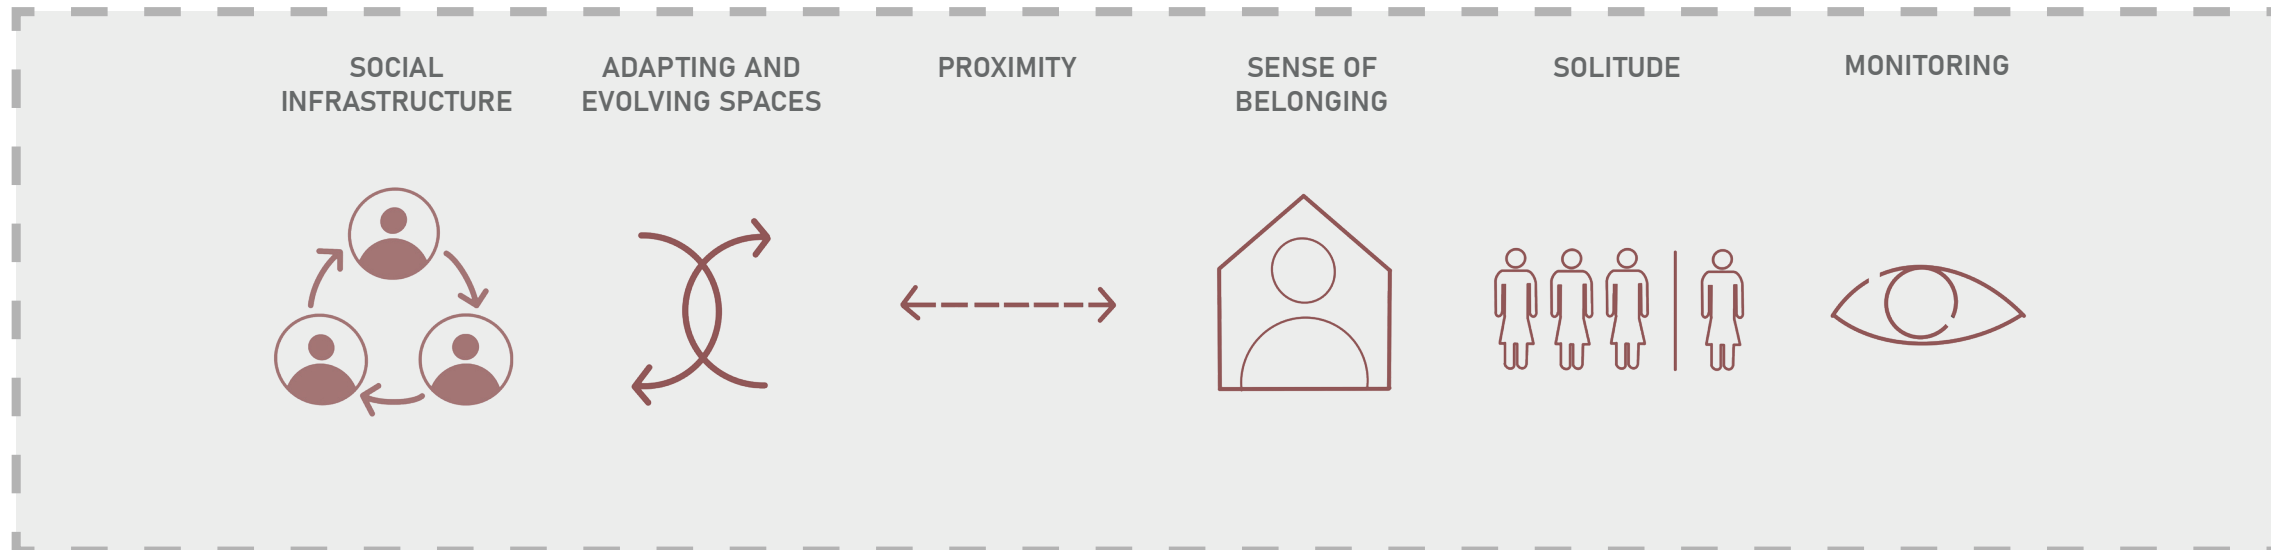 SOCIAL
INFRASTRUCTURE
ADAPTING AND
EVOLVING SPACES
PROXIMITY
SENSE OF
BELONGING
SOLITUDE
MONITORING